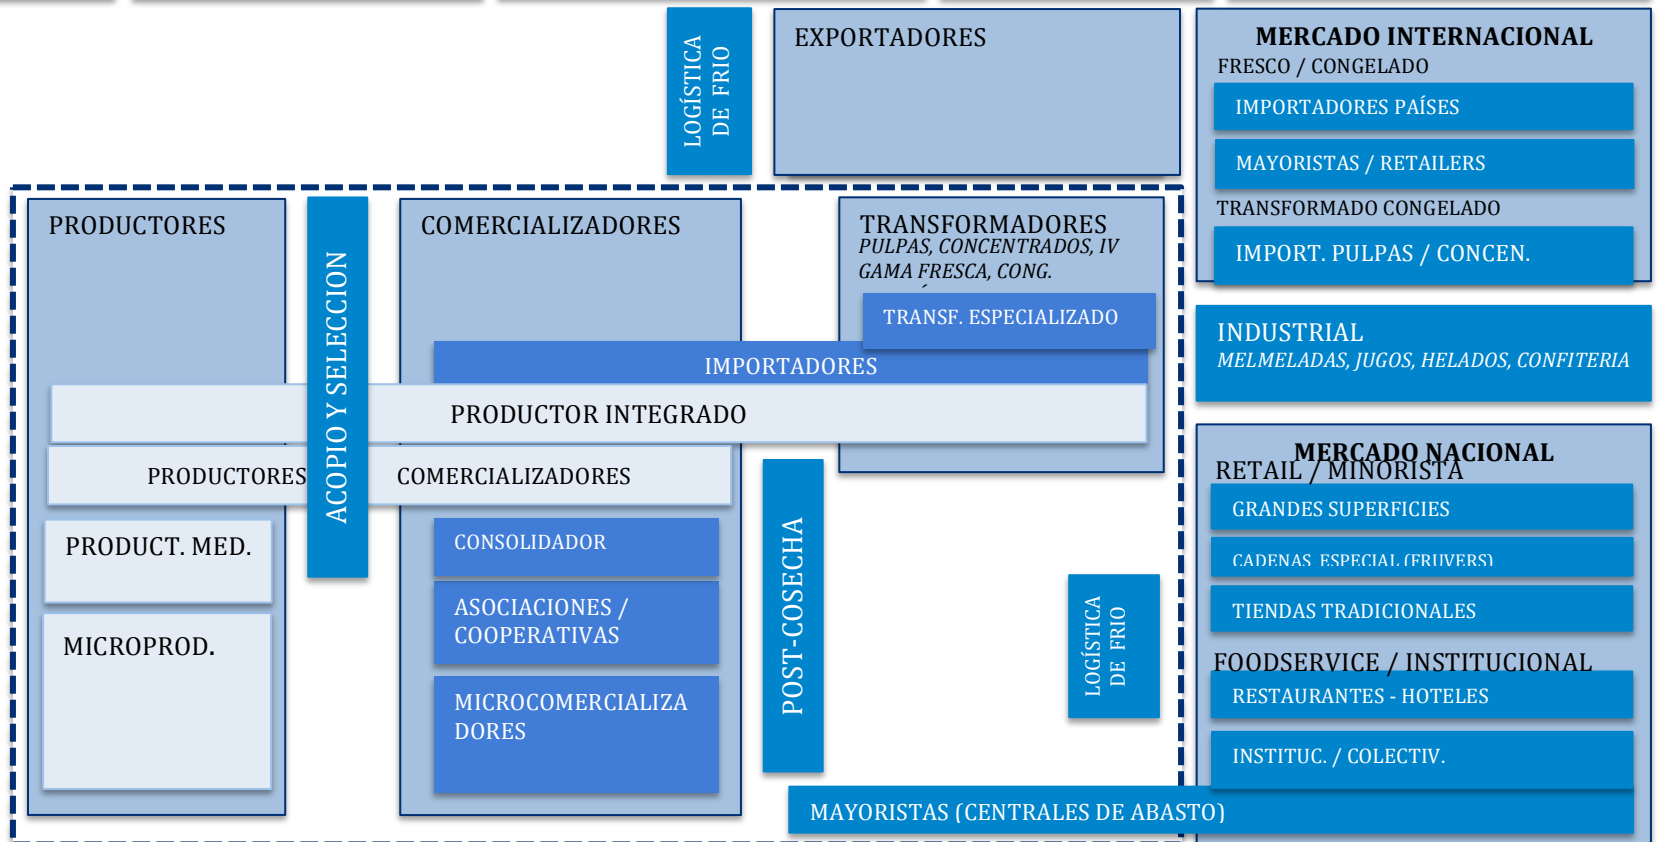 LOGÍSTICA
DE FRIO
EXPORTADORES
MERCADO INTERNACIONAL
FRESCO / CONGELADO
IMPORTADORES PAÍSES
MAYORISTAS / RETAILERS
TRANSFORMADO CONGELADO
IMPORT. PULPAS / CONCEN.
PRODUCTORES
ACOPIO Y SELECCION
COMERCIALIZADORES
TRANSFORMADORES
PULPAS, CONCENTRADOS, IV
GAMA FRESCA, CONG.
TRANSF. ESPECIALIZADO
IMPORTADORES
PRODUCTOR INTEGRADO
PRODUCTORES COMERCIALIZADORES
PRODUCT. MED.
MICROPROD.
CONSOLIDADOR
ASOCIACIONES /
COOPERATIVAS
MICROCOMERCIALIZA
DORES
POST-COSECHA
LOGÍSTICA
DE FRIO
INDUSTRIAL
MELMELADAS, JUGOS, HELADOS, CONFITERIA
MERCADO NACIONAL
RETAIL / MINORISTA
GRANDES SUPERFICIES
CADENAS ESPECIAL (FRUVERS)
TIENDAS TRADICIONALES
FOODSERVICE / INSTITUCIONAL
RESTAURANTES - HOTELES
INSTITUC. / COLECTIV.
MAYORISTAS (CENTRALES DE ABASTO)